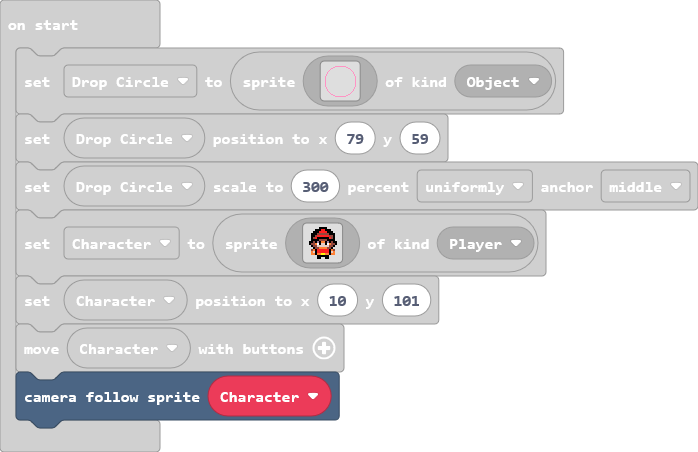 on start
set Drop Circle to sprite of kind Object
set Drop Circle position to x 79 y 59
set Drop Circle scale to 300 percent uniformly anchor middle
set Character to sprite of kind Player
set Character position to x 10 y 101
move Character with buttons
camera follow sprite Character